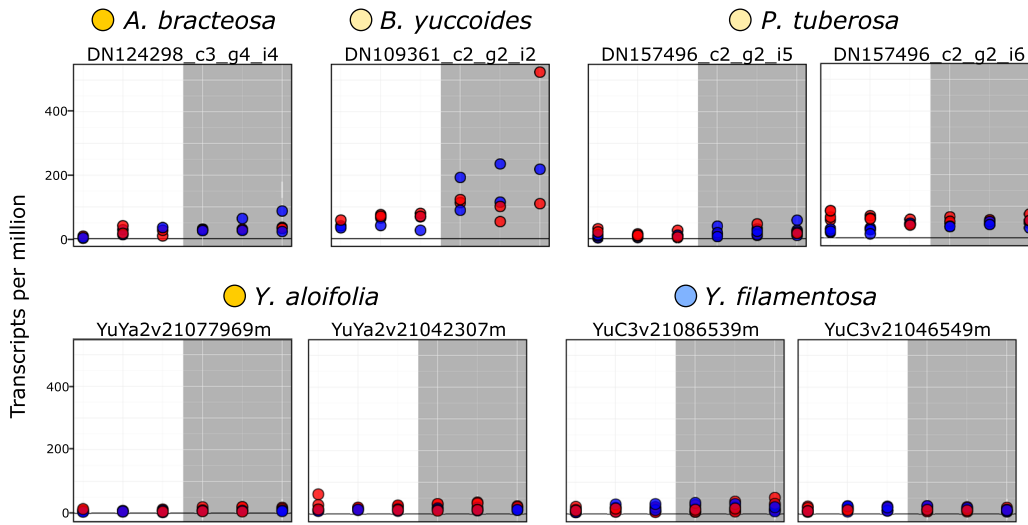 A. bracteosa
B. yuccoides
P. tuberosa
DN124298_c3_g4_i4
DN109361_c2_g2_i2
DN157496_c2_g2_i5
DN157496_c2_g2_i6
400
200
0
Y. aloifolia
Y. filamentosa
YuYa2v21077969m
YuYa2v21042307m
YuC3v21086539m
YuC3v21046549m
400
200
0
Transcripts per million